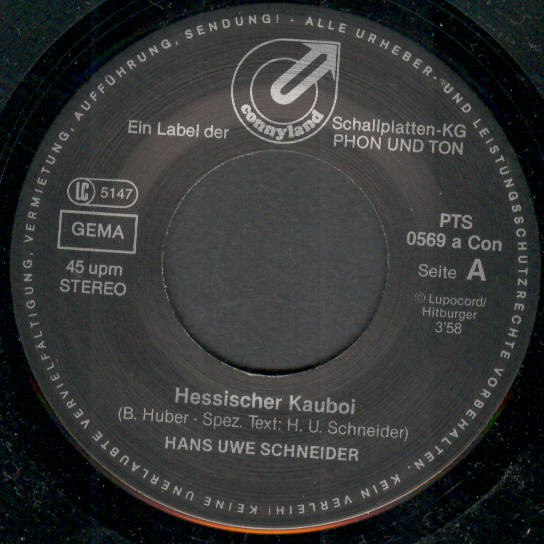 ALLE URHEBER- UND LEISTUNGSSCHUTZRECHTE VORBEHALTEN · KEIN VERLEIH! KEINE UNERLAUBTE VERVIELFÄLTIGUNG, VERMIETUNG, AUFFÜHRUNG, SENDUNG! ·
connyland
Ein Label der Schallplatten-KG
PHON UND TON
LC 5147
GEMA
45 upm
STEREO
PTS
0569 a Con
Seite A
© Lupocord/
Hitburger
3'58
Hessischer Kauboi
(B. Huber - Spez. Text: H. U. Schneider)
HANS UWE SCHNEIDER